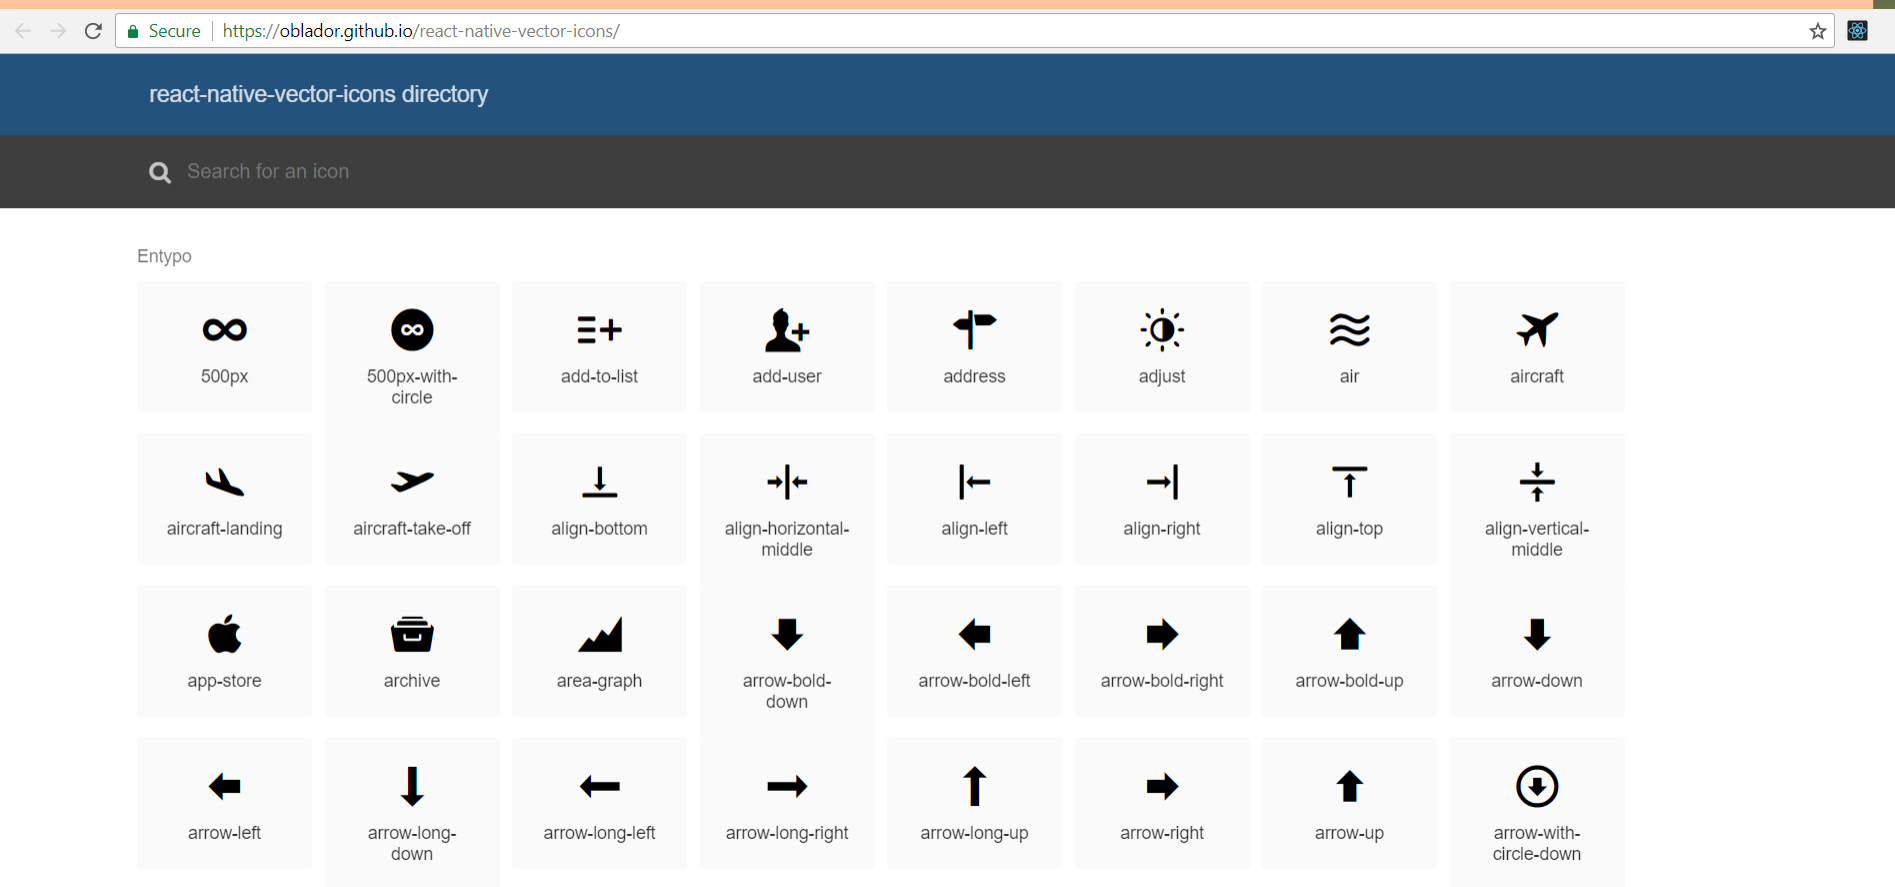 Secure https://oblador.github.io/react-native-vector-icons/
react-native-vector-icons directory
Search for an icon
Entypo
500px
500px-with-
circle
add-to-list
add-user
address
adjust
air
aircraft
aircraft-landing
aircraft-take-off
align-bottom
align-horizontal-
middle
align-left
align-right
align-top
align-vertical-
middle
app-store
archive
area-graph
arrow-bold-
down
arrow-bold-left
arrow-bold-right
arrow-bold-up
arrow-down
arrow-left
arrow-long-
down
arrow-long-left
arrow-long-right
arrow-long-up
arrow-right
arrow-up
arrow-with-
circle-down